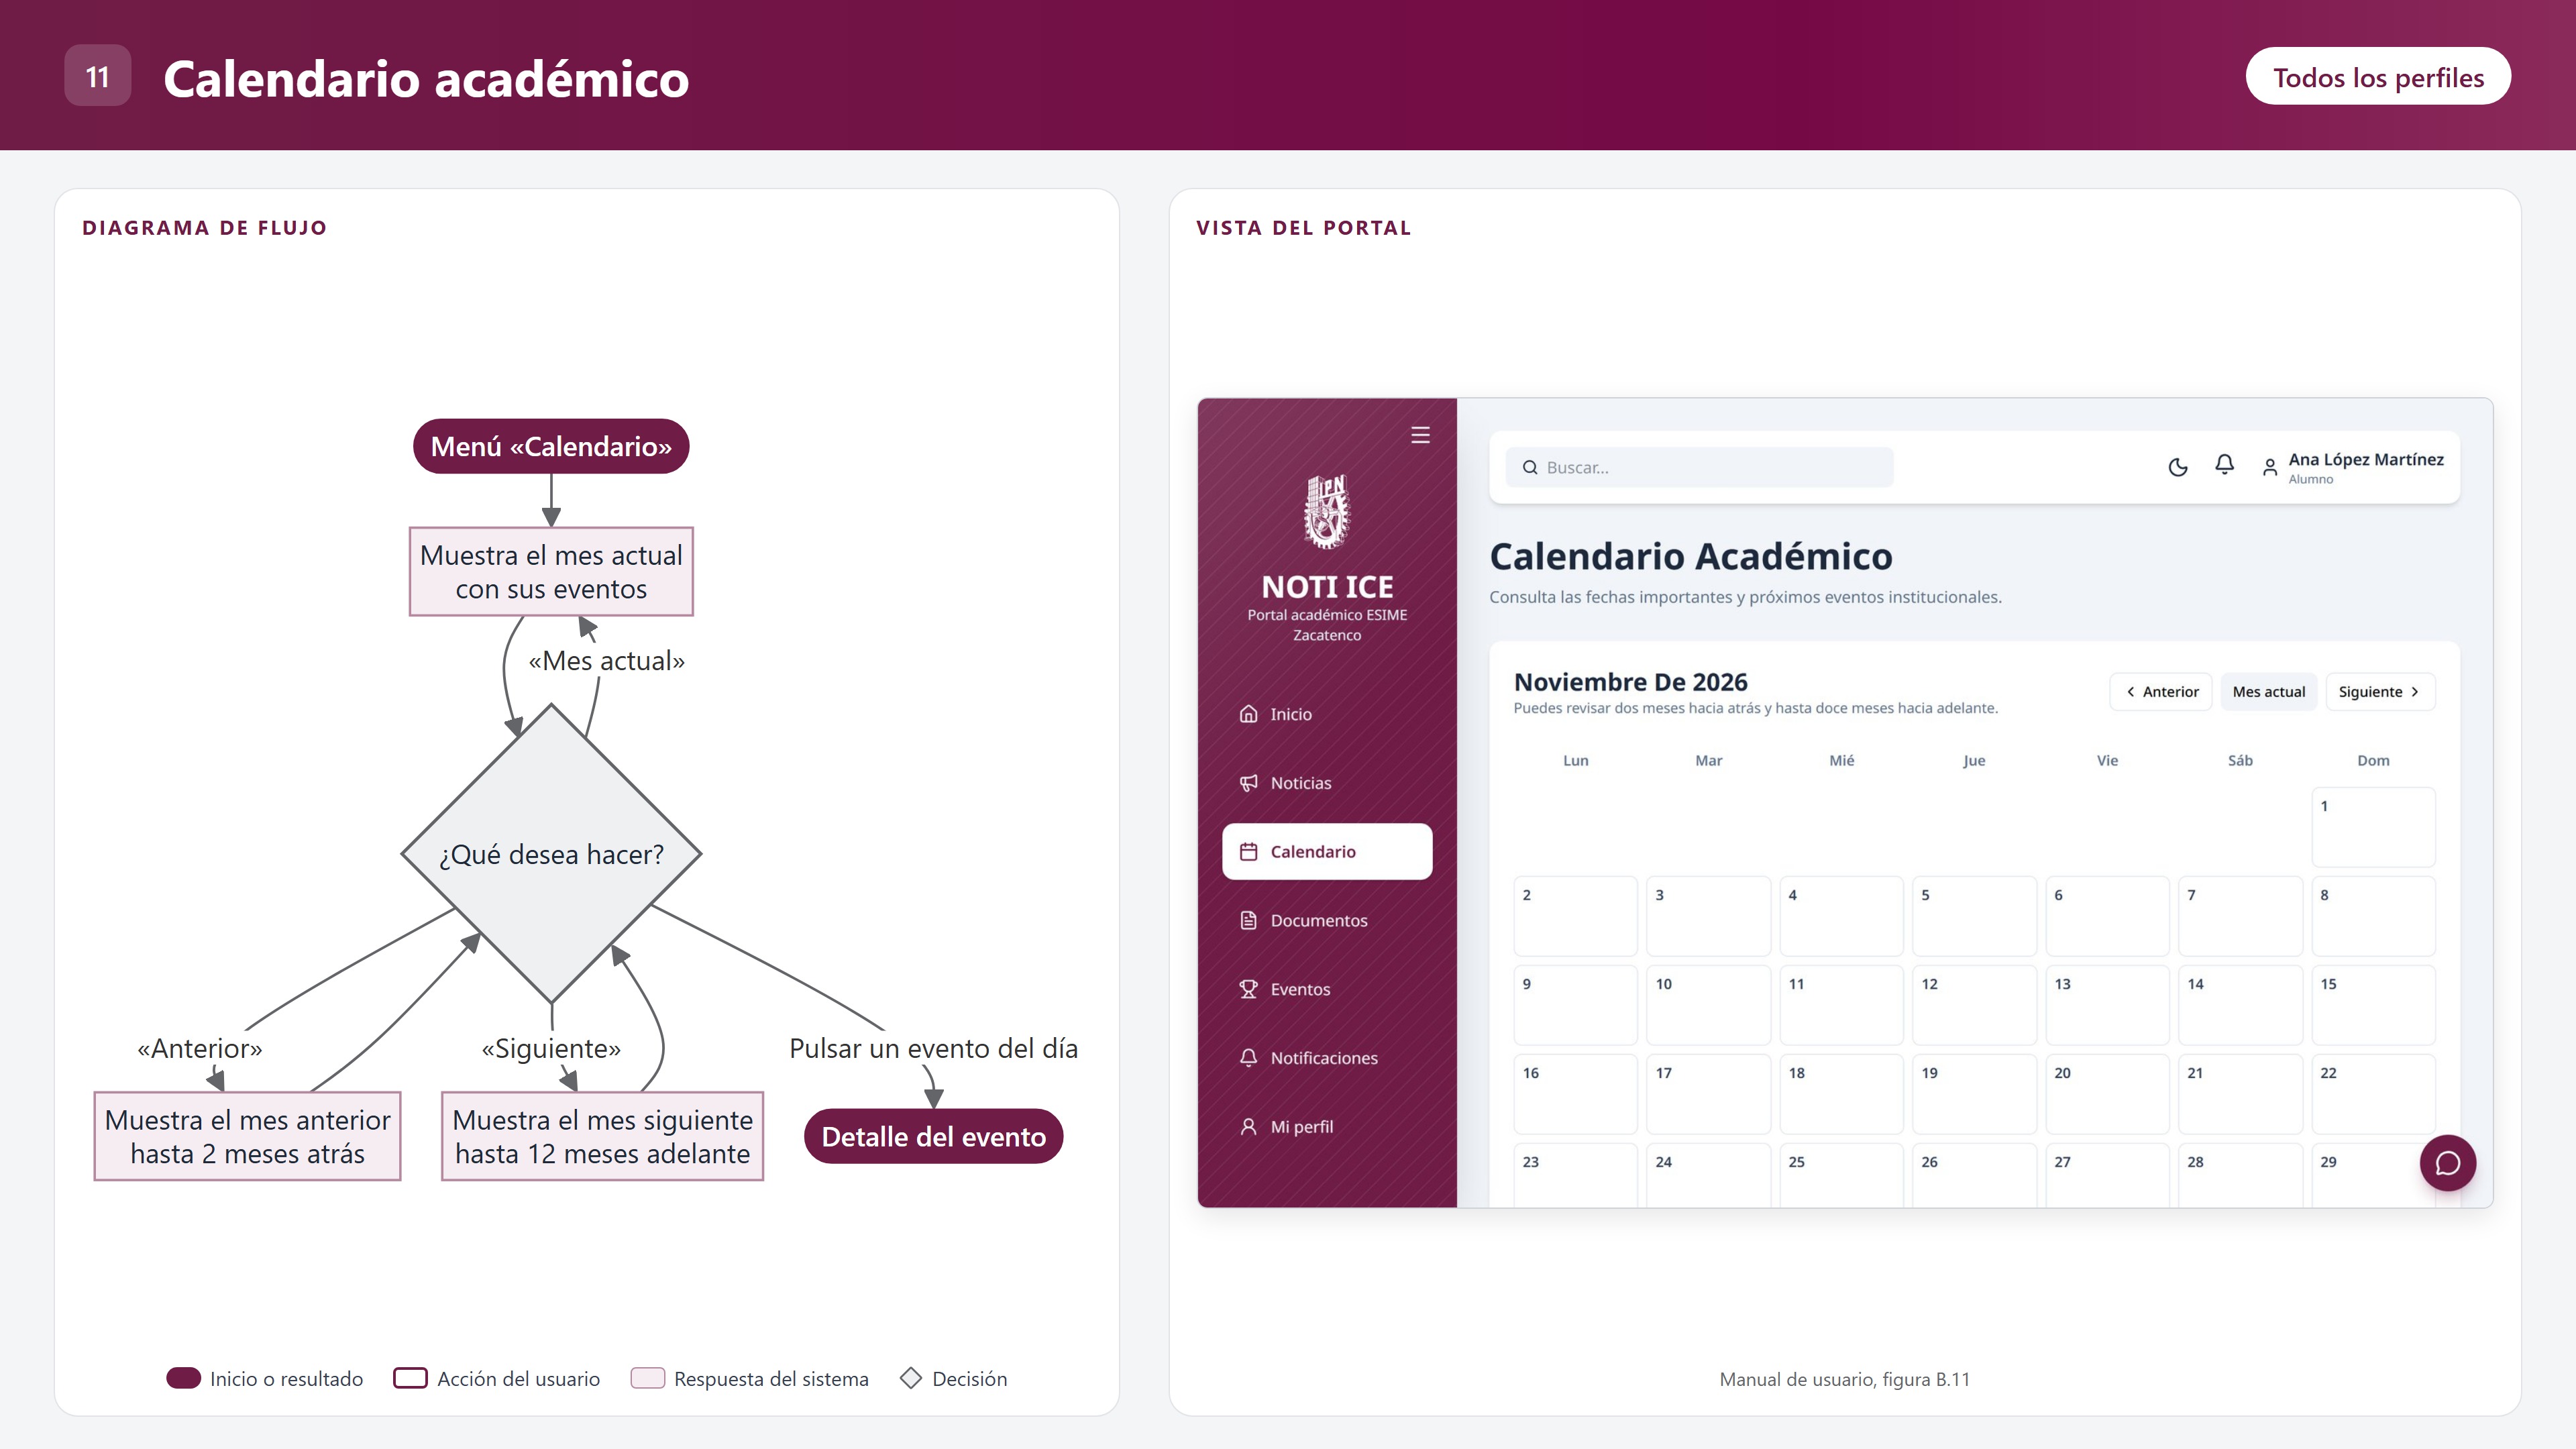 11
Calendario académico
Todos los perfiles
DIAGRAMA DE FLUJO
Menú «Calendario»
Muestra el mes actual
con sus eventos
«Mes actual»
¿Qué desea hacer?
«Anterior»
«Siguiente»
Pulsar un evento del día
Muestra el mes anterior
hasta 2 meses atrás
Muestra el mes siguiente
hasta 12 meses adelante
Detalle del evento
Inicio o resultado
Acción del usuario
Respuesta del sistema
Decisión
VISTA DEL PORTAL
IPN
NOTI ICE
Portal académico ESIME
Zacatenco
Inicio
Noticias
Calendario
Documentos
Eventos
Notificaciones
Mi perfil
Buscar...
Ana López Martínez
Alumno
Calendario Académico
Consulta las fechas importantes y próximos eventos institucionales.
Noviembre De 2026
Puedes revisar dos meses hacia atrás y hasta doce meses hacia adelante.
Anterior
Mes actual
Siguiente
Lun Mar Mié Jue Vie Sáb Dom
1
2 3 4 5 6 7 8
9 10 11 12 13 14 15
16 17 18 19 20 21 22
23 24 25 26 27 28 29
Manual de usuario, figura B.11